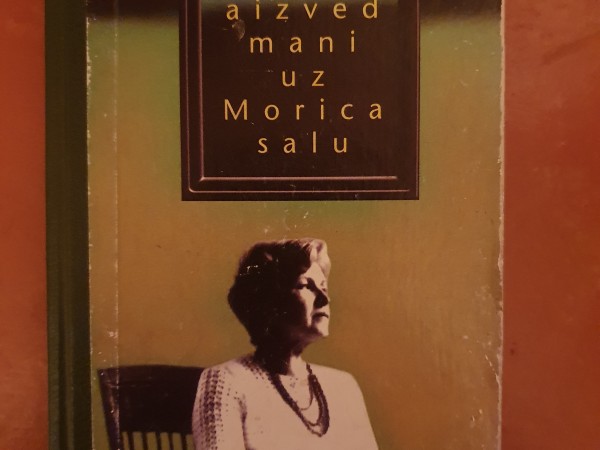 aizved
mani
uz
Morica
salu